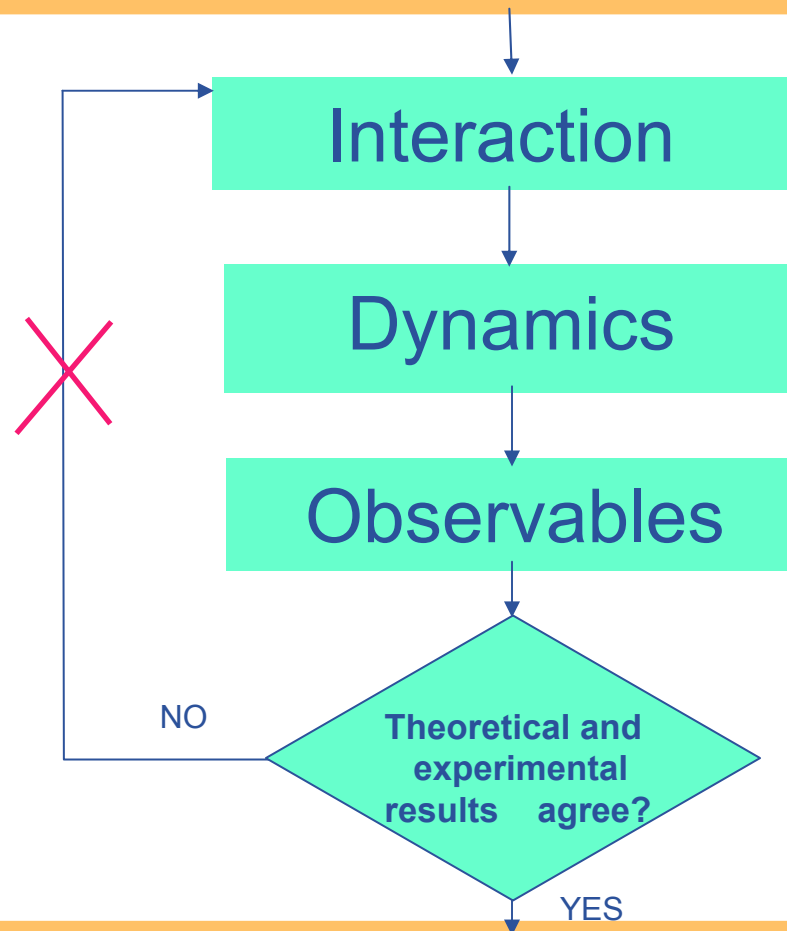 Interaction
Dynamics
Observables
NO
Theoretical and
experimental
results agree?
YES